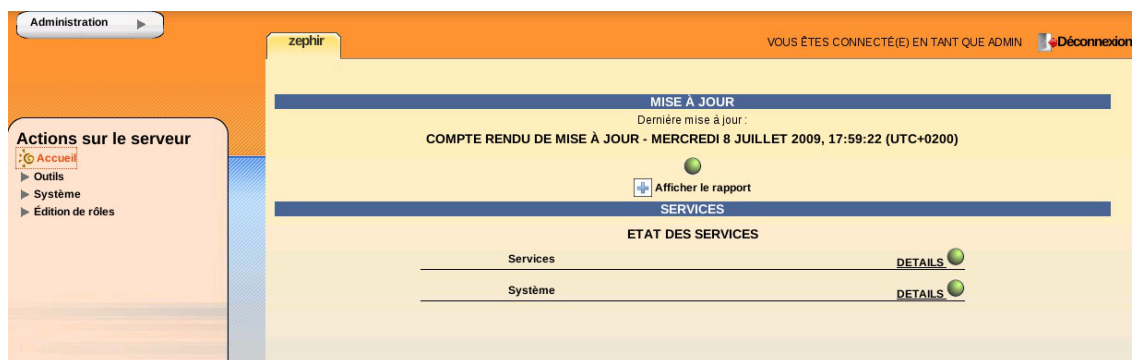 Administration
zephir
VOUS ÊTES CONNECTÉ(E) EN TANT QUE ADMIN
Déconnexion
Actions sur le serveur
Accueil
Outils
Système
Édition de rôles
MISE À JOUR
Dernière mise à jour :
COMPTE RENDU DE MISE À JOUR - MERCREDI 8 JUILLET 2009, 17:59:22 (UTC+0200)
Afficher le rapport
SERVICES
ETAT DES SERVICES
Services DETAILS
Système DETAILS